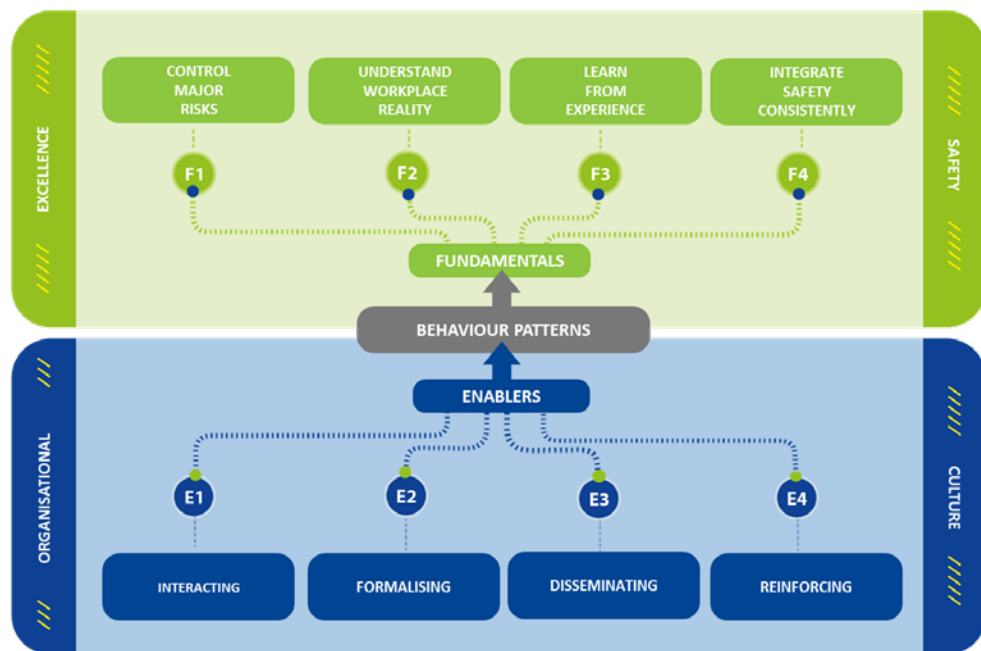 EXCELLENCE
SAFETY
CONTROL
MAJOR
RISKS
UNDERSTAND
WORKPLACE
REALITY
LEARN
FROM
EXPERIENCE
INTEGRATE
SAFETY
CONSISTENTLY
F1
F2
F3
F4
FUNDAMENTALS
BEHAVIOUR PATTERNS
ENABLERS
ORGANISATIONAL
CULTURE
E1
E2
E3
E4
INTERACTING
FORMALISING
DISSEMINATING
REINFORCING